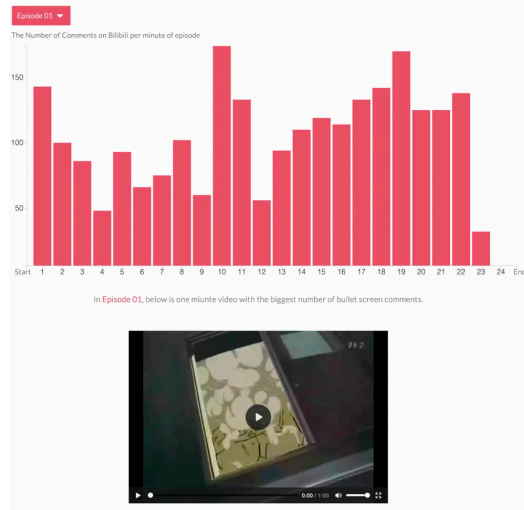 Episode 01
The Number of Comments on Bilibili per minute of episode
150
100
50
Start 1 2 3 4 5 6 7 8 9 10 11 12 13 14 15 16 17 18 19 20 21 22 23 24 End
In Episode 01, below is one miunte video with the biggest number of bullet screen comments.
0:00 / 1:00